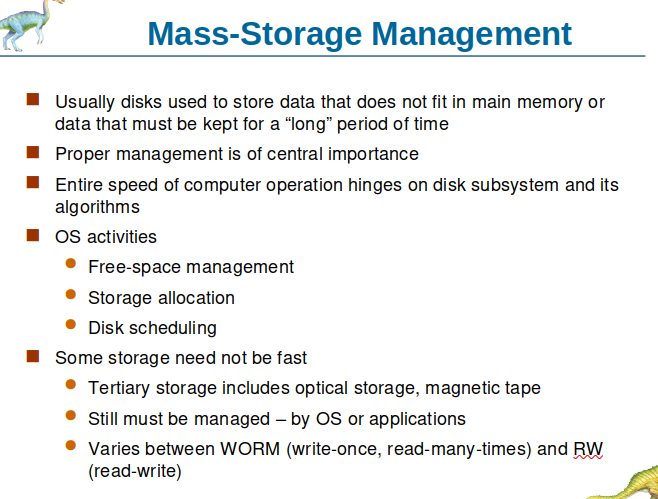 Mass-Storage Management
Usually disks used to store data that does not fit in main memory or
data that must be kept for a “long” period of time
Proper management is of central importance
Entire speed of computer operation hinges on disk subsystem and its
algorithms
OS activities
Free-space management
Storage allocation
Disk scheduling
Some storage need not be fast
Tertiary storage includes optical storage, magnetic tape
Still must be managed – by OS or applications
Varies between WORM (write-once, read-many-times) and RW
(read-write)